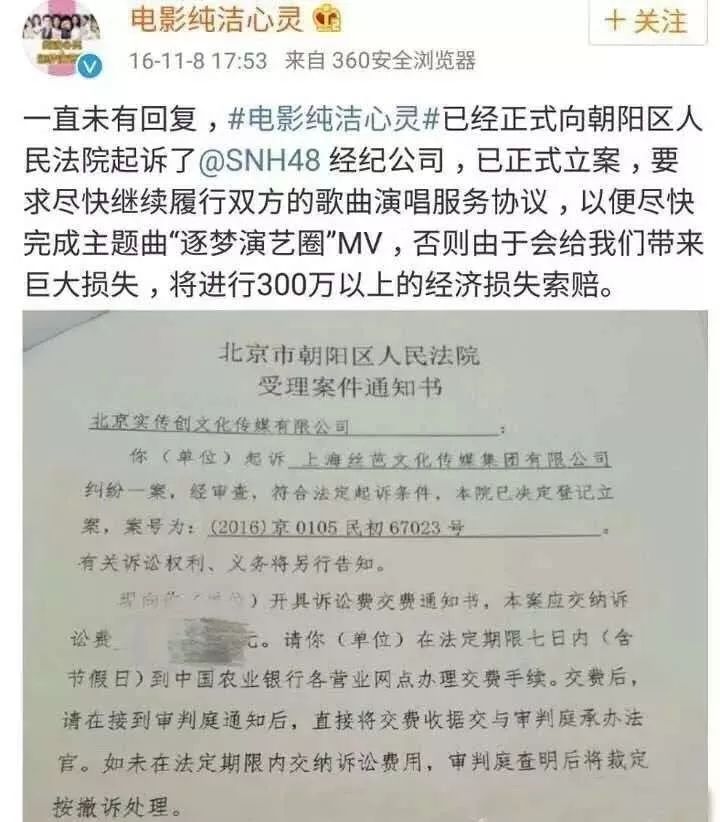 电影纯洁心灵
+ 关注
16-11-8 17:53 来自 360安全浏览器
一直未有回复，#电影纯洁心灵#已经正式向朝阳区人
民法院起诉了@SNH48 经纪公司，已正式立案，要
求尽快继续履行双方的歌曲演唱服务协议，以便尽快
完成主题曲“逐梦演艺圈”MV，否则由于会给我们带来
巨大损失，将进行300万以上的经济损失索赔。
北京市朝阳区人民法院
受理案件通知书
北京实传创文化传媒有限公司：
你（单位）起诉 上海丝芭文化传媒集团有限公司
纠纷一案，经审查，符合法定起诉条件，本院已决定登记立
案，案号为：(2016)京 0105 民初 67023 号。
有关诉讼权利、义务将另行告知。
）开具诉讼费交费通知书，本案应交纳诉
讼费 元。请你（单位）在法定期限七日内（含
节假日）到中国农业银行各营业网点办理交费手续。交费后，
请在接到审判庭通知后，直接将交费收据交与审判庭承办法
官。如未在法定期限内交纳诉讼费用，审判庭查明后将裁定
按撤诉处理。